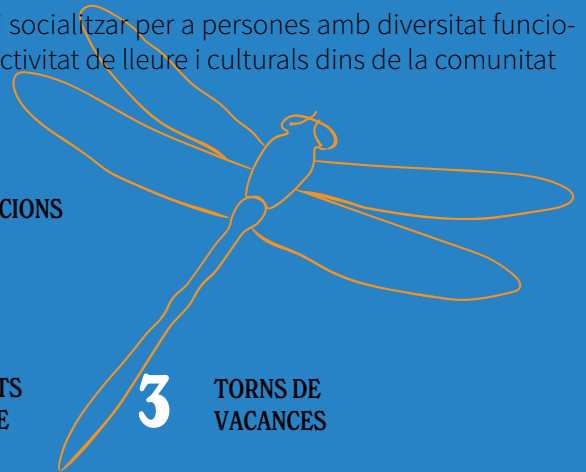 i socialitzar per a persones amb diversitat funcio-
ctivitat de lleure i culturals dins de la comunitat
CIONS
TS
E
3
TORNS DE
VACANCES